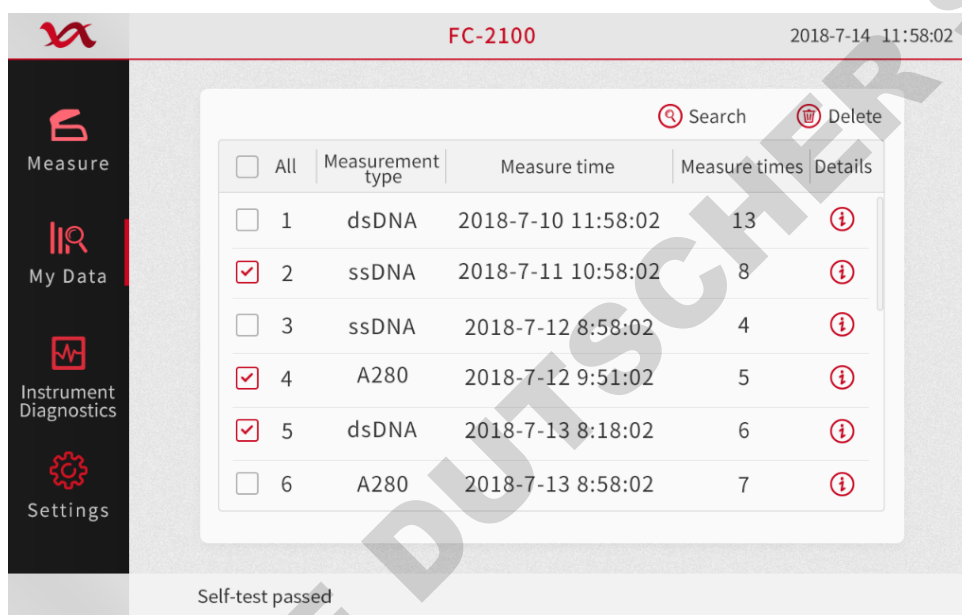 FC-2100
2018-7-14 11:58:02
Measure
My Data
Instrument
Diagnostics
Settings
Search Delete
All Measurement type Measure time Measure times Details
1 dsDNA 2018-7-10 11:58:02 13
2 ssDNA 2018-7-11 10:58:02 8
3 ssDNA 2018-7-12 8:58:02 4
4 A280 2018-7-12 9:51:02 5
5 dsDNA 2018-7-13 8:18:02 6
6 A280 2018-7-13 8:58:02 7
Self-test passed
DUTSCHER